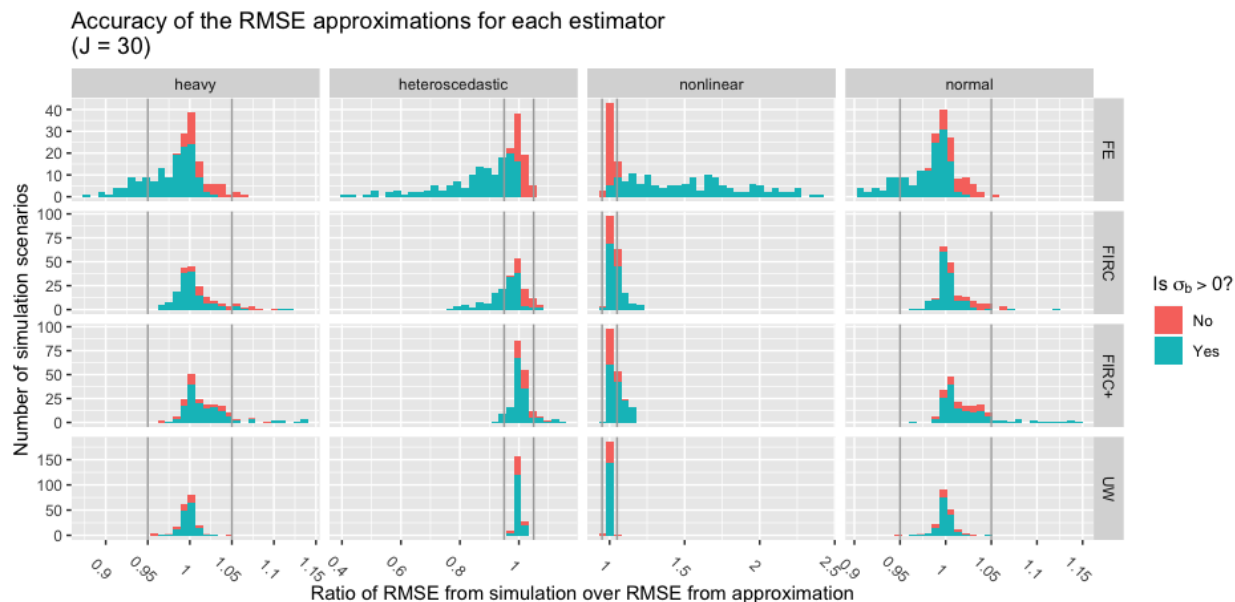 Accuracy of the RMSE approximations for each estimator
(J = 30)
heavy heteroscedastic nonlinear normal
40
30
20
10
0
FE
100
75
50
25
0
FIRC
100
75
50
25
0
FIRC+
150
100
50
0
UW
Number of simulation scenarios
0.9 0.95 1 1.05 1.1 1.15 0.4 0.6 0.8 1 1 1.5 2 2.5 0.9 0.95 1 1.05 1.1 1.15
Ratio of RMSE from simulation over RMSE from approximation
Is σb > 0?
No
Yes